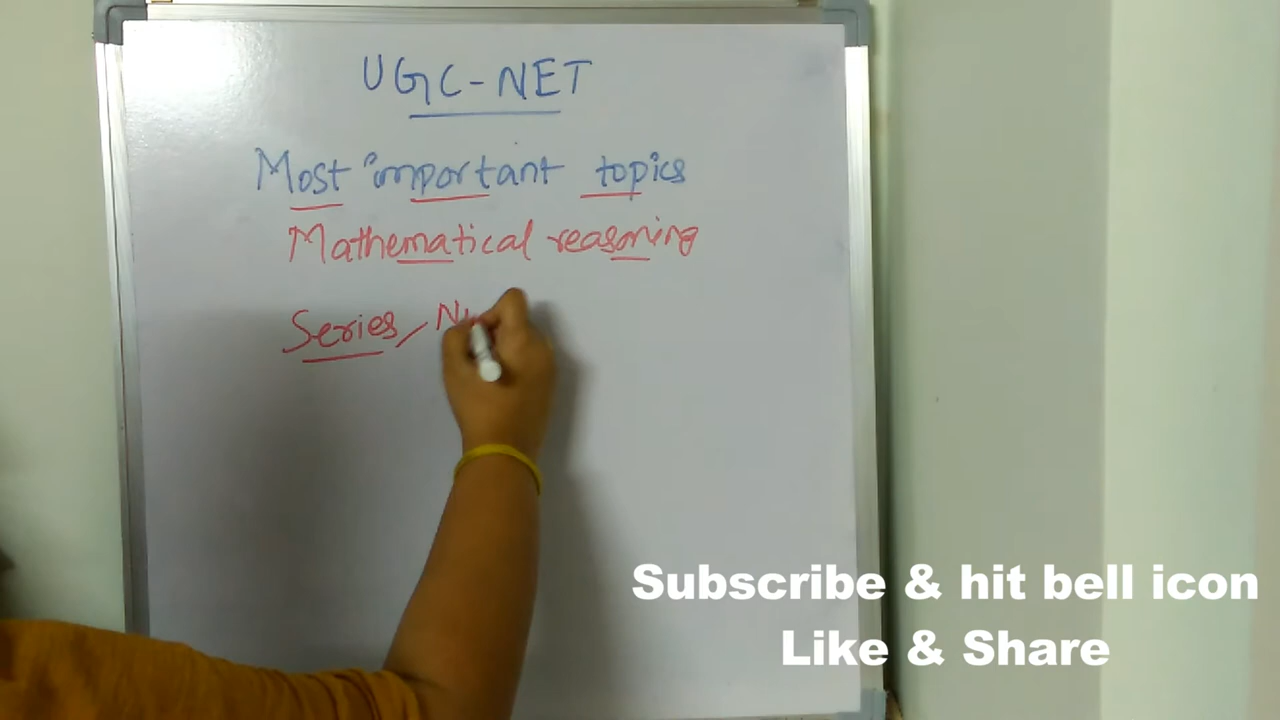 UGC-NET
Most important topics
Mathematical reasoning
Series,
Subscribe & hit bell icon
Like & Share